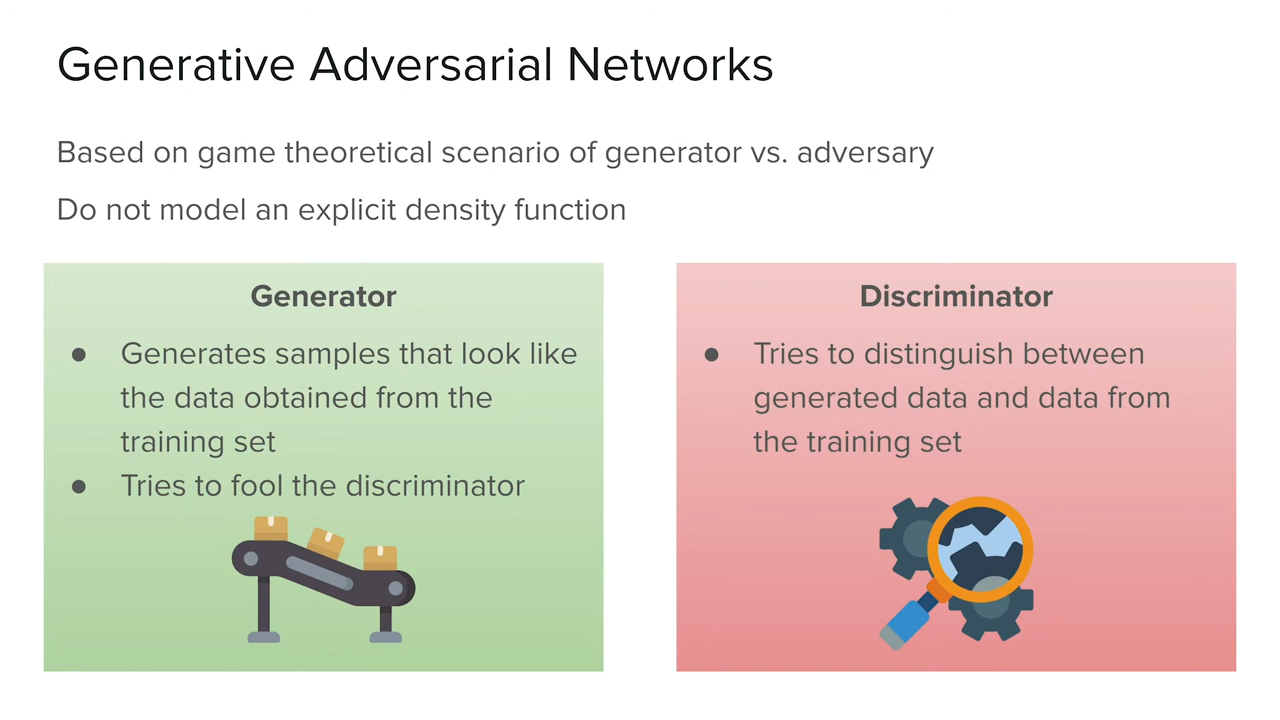 Generative Adversarial Networks
Based on game theoretical scenario of generator vs. adversary
Do not model an explicit density function
Generator
● Generates samples that look like
the data obtained from the
training set
● Tries to fool the discriminator
Discriminator
● Tries to distinguish between
generated data and data from
the training set